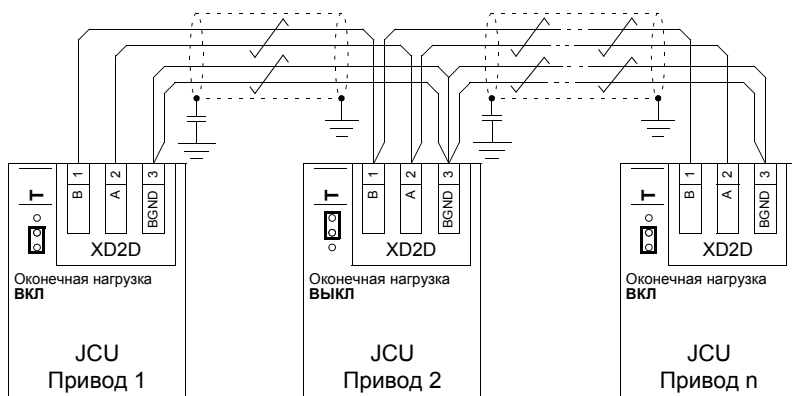 1 2 3
T B A BGND
XD2D
Оконечная нагрузка
ВКЛ
JCU
Привод 1
1 2 3
T B A BGND
XD2D
Оконечная нагрузка
ВЫКЛ
JCU
Привод 2
1 2 3
T B A BGND
XD2D
Оконечная нагрузка
ВКЛ
JCU
Привод n